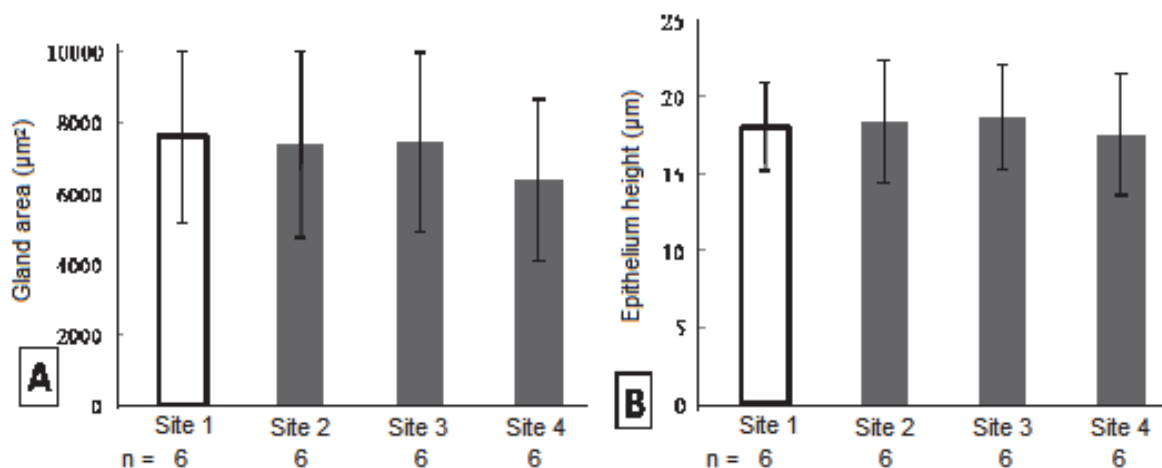 Gland area (µm²)
10000
8000
6000
4000
2000
0
A
Site 1 Site 2 Site 3 Site 4
n = 6 6 6 6
Epithelium height (µm)
25
20
15
10
5
0
B
Site 1 Site 2 Site 3 Site 4
n = 6 6 6 6